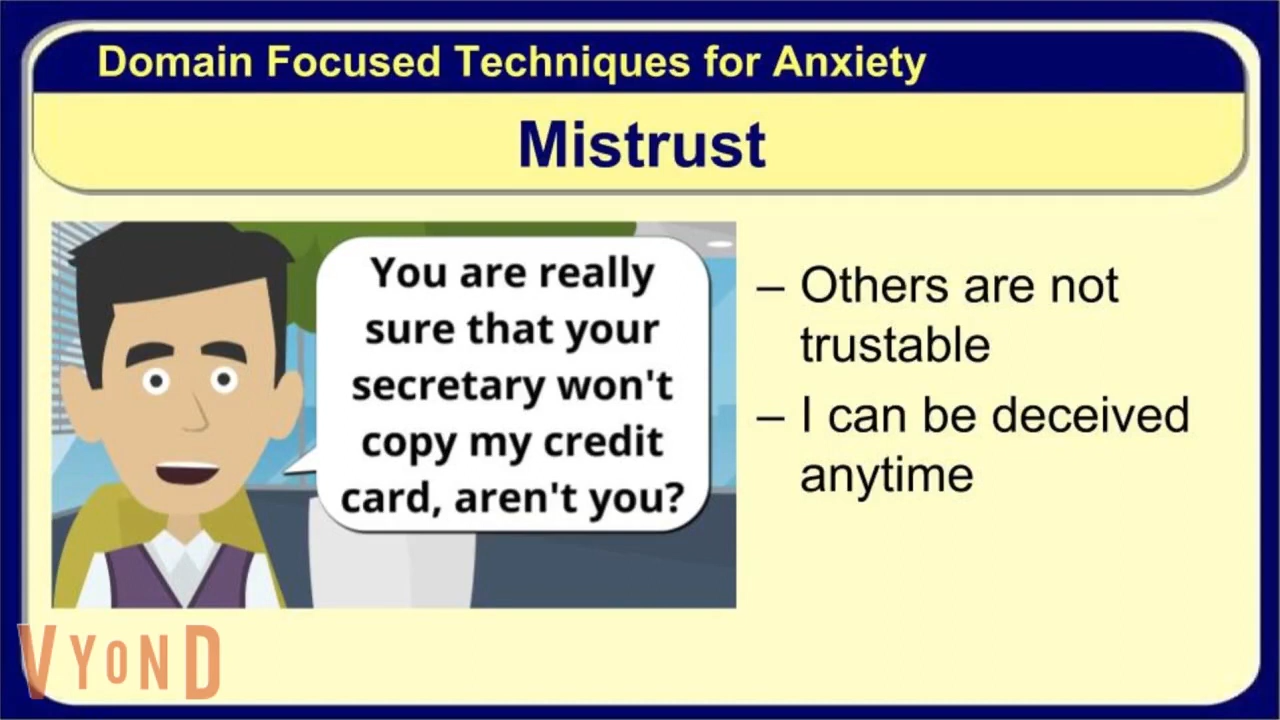 Domain Focused Techniques for Anxiety
Mistrust
You are really
sure that your
secretary won't
copy my credit
card, aren't you?
– Others are not
trustable
– I can be deceived
anytime
VYOND